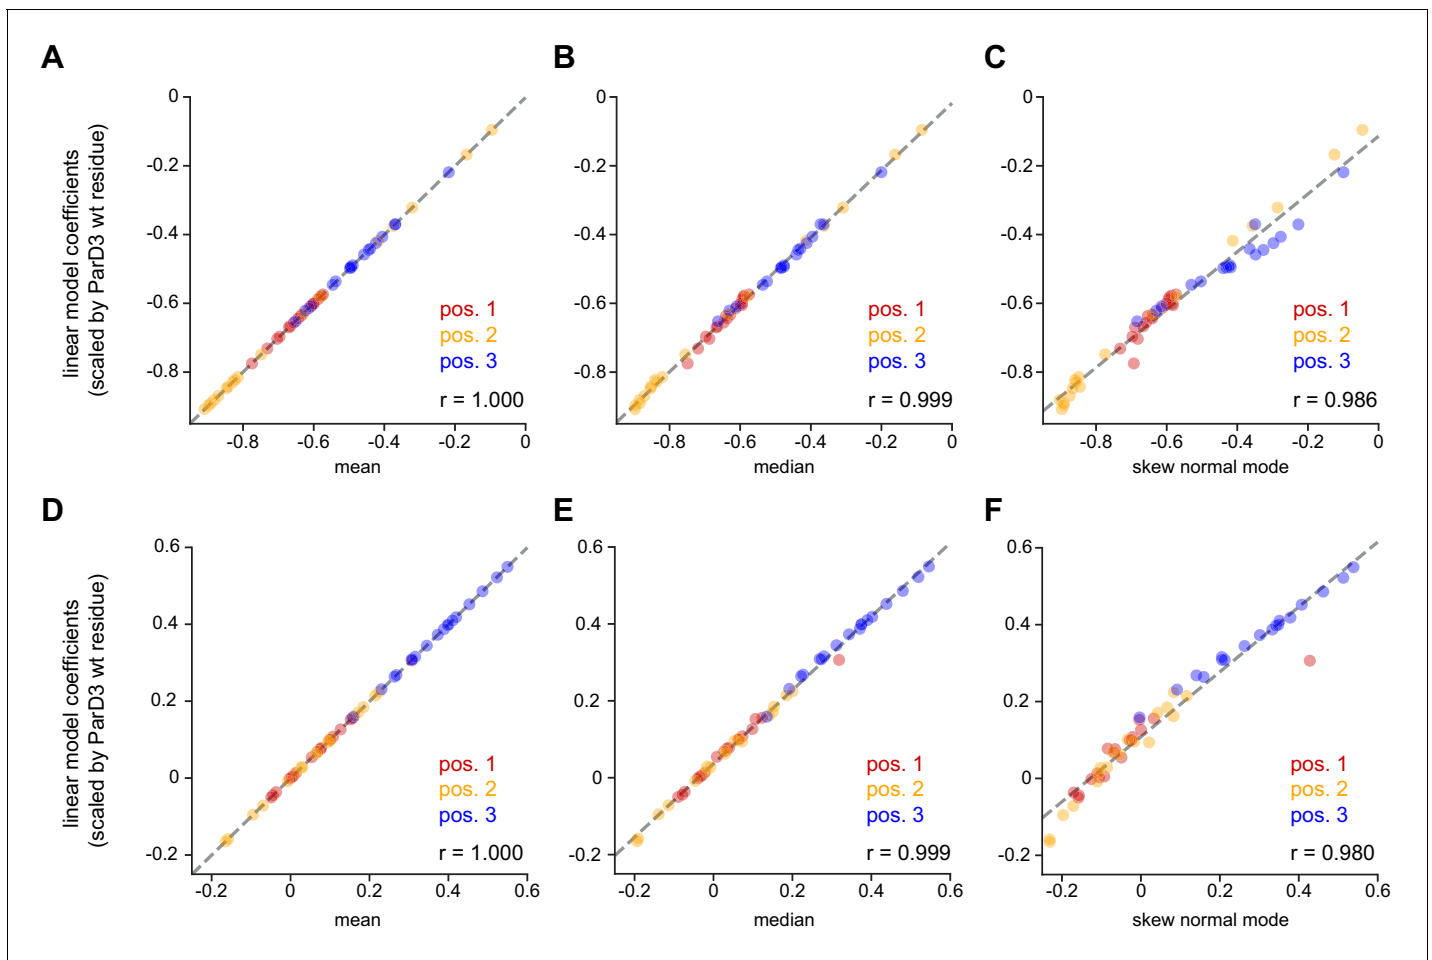 A
B
C
linear model coefficients
(scaled by ParD3 wt residue)
0
-0.2
-0.4
-0.6
-0.8
pos. 1
pos. 2
pos. 3
r = 1.000
-0.8 -0.6 -0.4 -0.2 0
mean
0
-0.2
-0.4
-0.6
-0.8
pos. 1
pos. 2
pos. 3
r = 0.999
-0.8 -0.6 -0.4 -0.2 0
median
0
-0.2
-0.4
-0.6
-0.8
pos. 1
pos. 2
pos. 3
r = 0.986
-0.8 -0.6 -0.4 -0.2 0
skew normal mode
D
E
F
linear model coefficients
(scaled by ParD3 wt residue)
0.6
0.4
0.2
0
-0.2
pos. 1
pos. 2
pos. 3
r = 1.000
-0.2 0 0.2 0.4 0.6
mean
0.6
0.4
0.2
0
-0.2
pos. 1
pos. 2
pos. 3
r = 0.999
-0.2 0 0.2 0.4 0.6
median
0.6
0.4
0.2
0
-0.2
pos. 1
pos. 2
pos. 3
r = 0.980
-0.2 0 0.2 0.4 0.6
skew normal mode